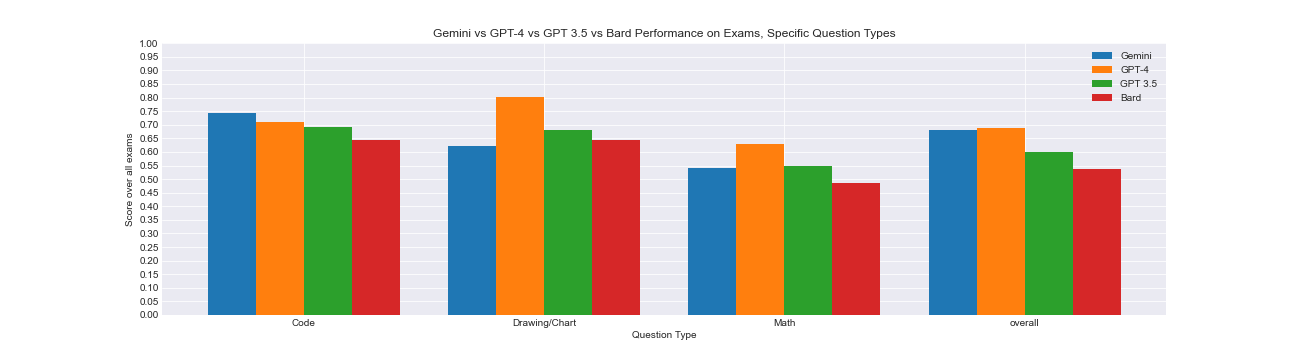 Gemini vs GPT-4 vs GPT 3.5 vs Bard Performance on Exams, Specific Question Types
1.00
0.95
0.90
0.85
0.80
0.75
0.70
0.65
0.60
0.55
0.50
0.45
0.40
0.35
0.30
0.25
0.20
0.15
0.10
0.05
0.00
Score over all exams
Gemini
GPT-4
GPT 3.5
Bard
Code Drawing/Chart Math overall
Question Type